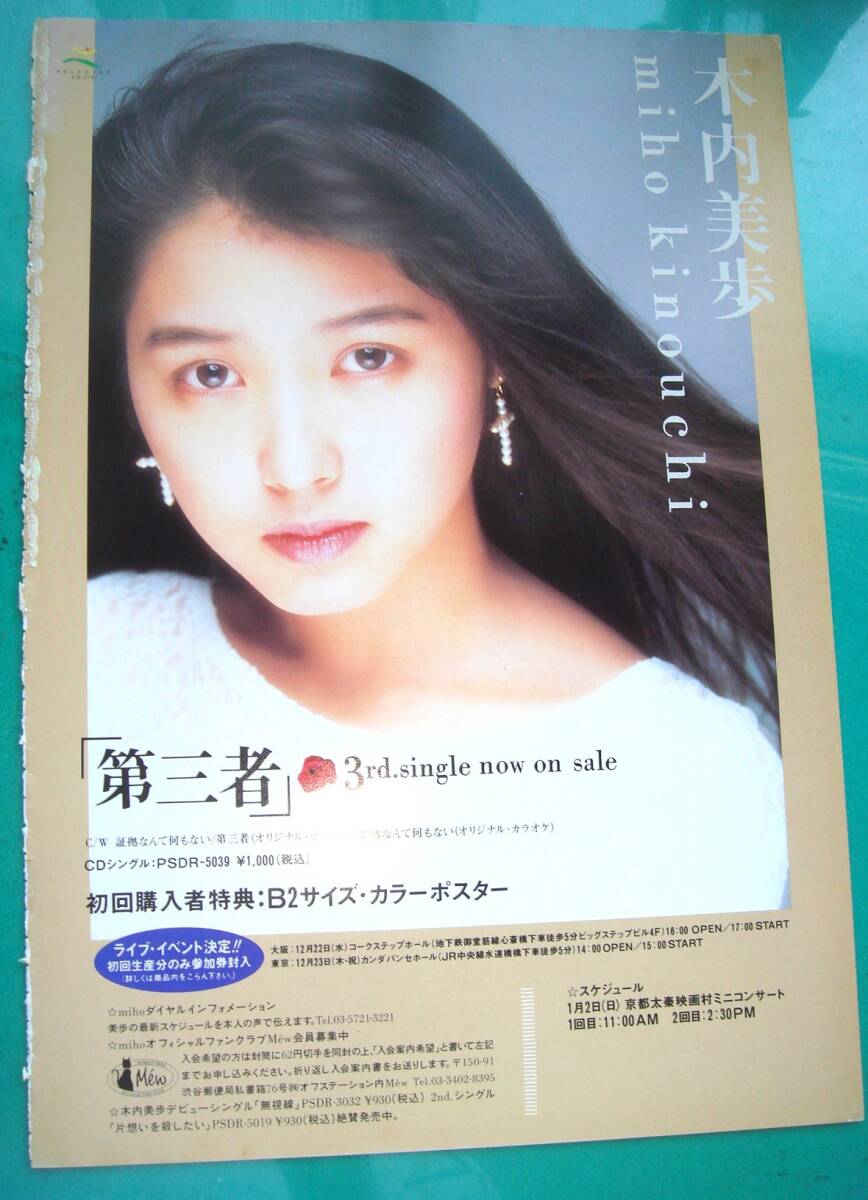 木内美歩
miho kinouchi
「第三者」
3rd.single now on sale
C/W 証拠なんて何もない/第三者(オリジナル・カ 証拠なんて何もない(オリジナル・カラオケ)
CDシングル:PSDR-5039 ¥1,000(税込)
初回購入者特典:B2サイズ・カラーポスター
ライブ・イベント決定!!
初回生産分のみ参加券封入
(詳しくは商品内をごらん下さい。)
大阪:12月22日(水)コークステップホール(地下鉄御堂筋線心斎橋下車徒歩5分ビッグステップビル4F)16:00 OPEN/17:00 START
東京:12月23日(木・祝)カンダパンセホール(JR中央線水道橋下車徒歩5分)14:00 OPEN/15:00 START
☆mihoダイヤルインフォメーション
美歩の最新スケジュールを本人の声で伝えます。Tel.03-5721-3221
☆mihoオフィシャルファンクラブMéw会員募集中
Méw
入会希望の方は封筒に62円切手を同封の上、「入会案内希望」と書いて左記
までお申し込みください。折り返し入会案内書をお送りします。〒150-91
渋谷郵便局私書箱76号㈱オフステーション内Méw Tel.03-3402-8395
☆木内美歩デビューシングル「無視線」PSDR-3032 ¥930(税込) 2nd.シングル
「片想いを殺したい」PSDR-5019 ¥930(税込)絶賛発売中。
☆スケジュール
1月2日(日) 京都太秦映画村ミニコンサート
1回目:11:00AM 2回目:2:30PM